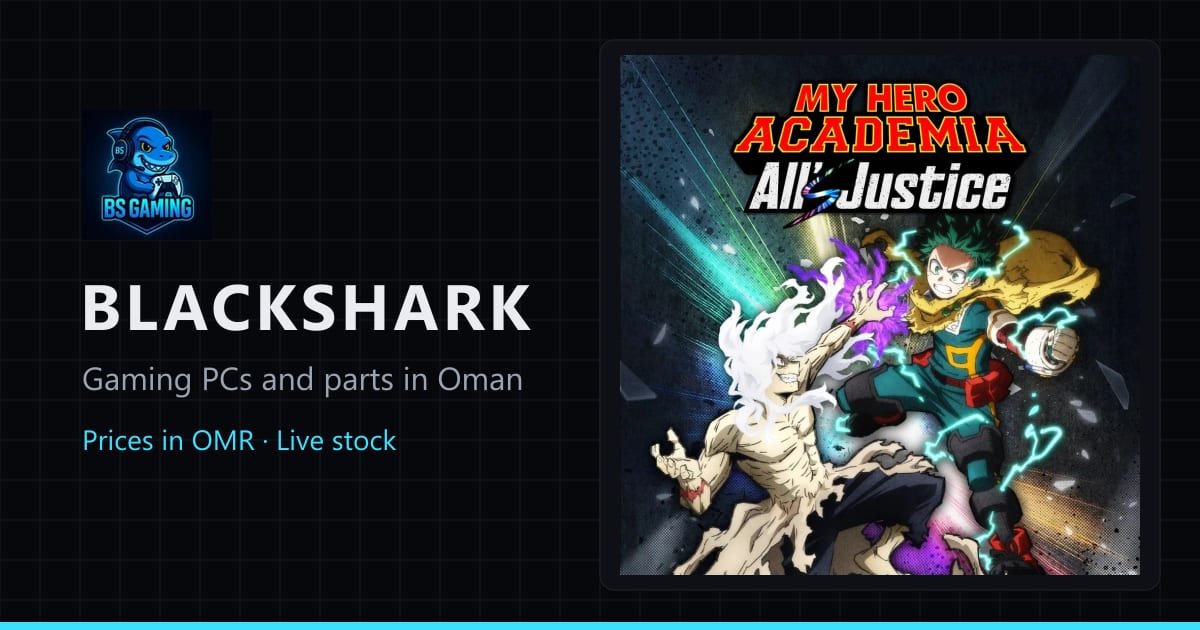 BS
BS GAMING
BLACKSHARK
Gaming PCs and parts in Oman
Prices in OMR · Live stock
MY HERO
ACADEMIA
All's Justice